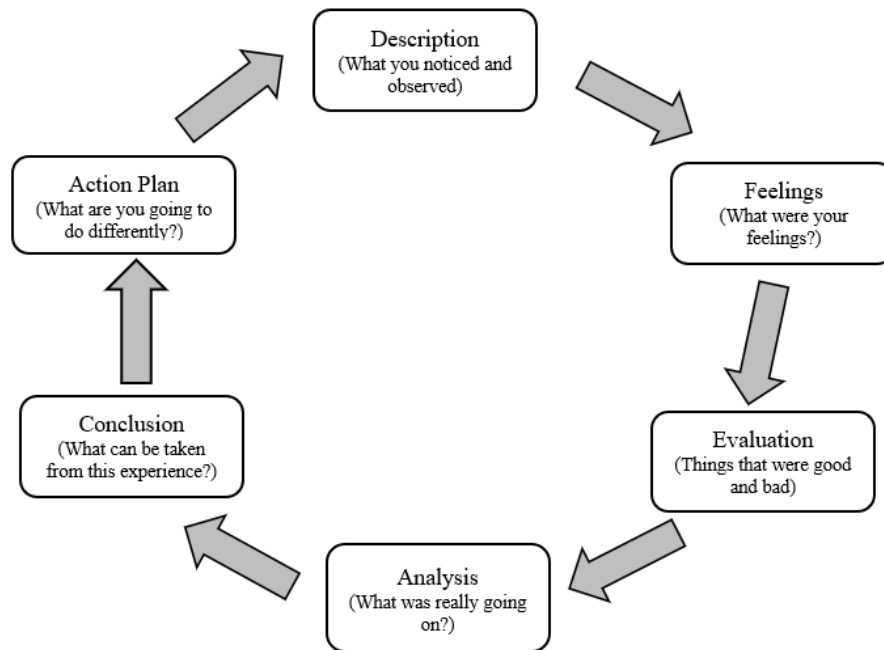 Description
(What you noticed and
observed)
Feelings
(What were your
feelings?)
Evaluation
(Things that were good
and bad)
Analysis
(What was really going
on?)
Conclusion
(What can be taken
from this experience?)
Action Plan
(What are you going to
do differently?)